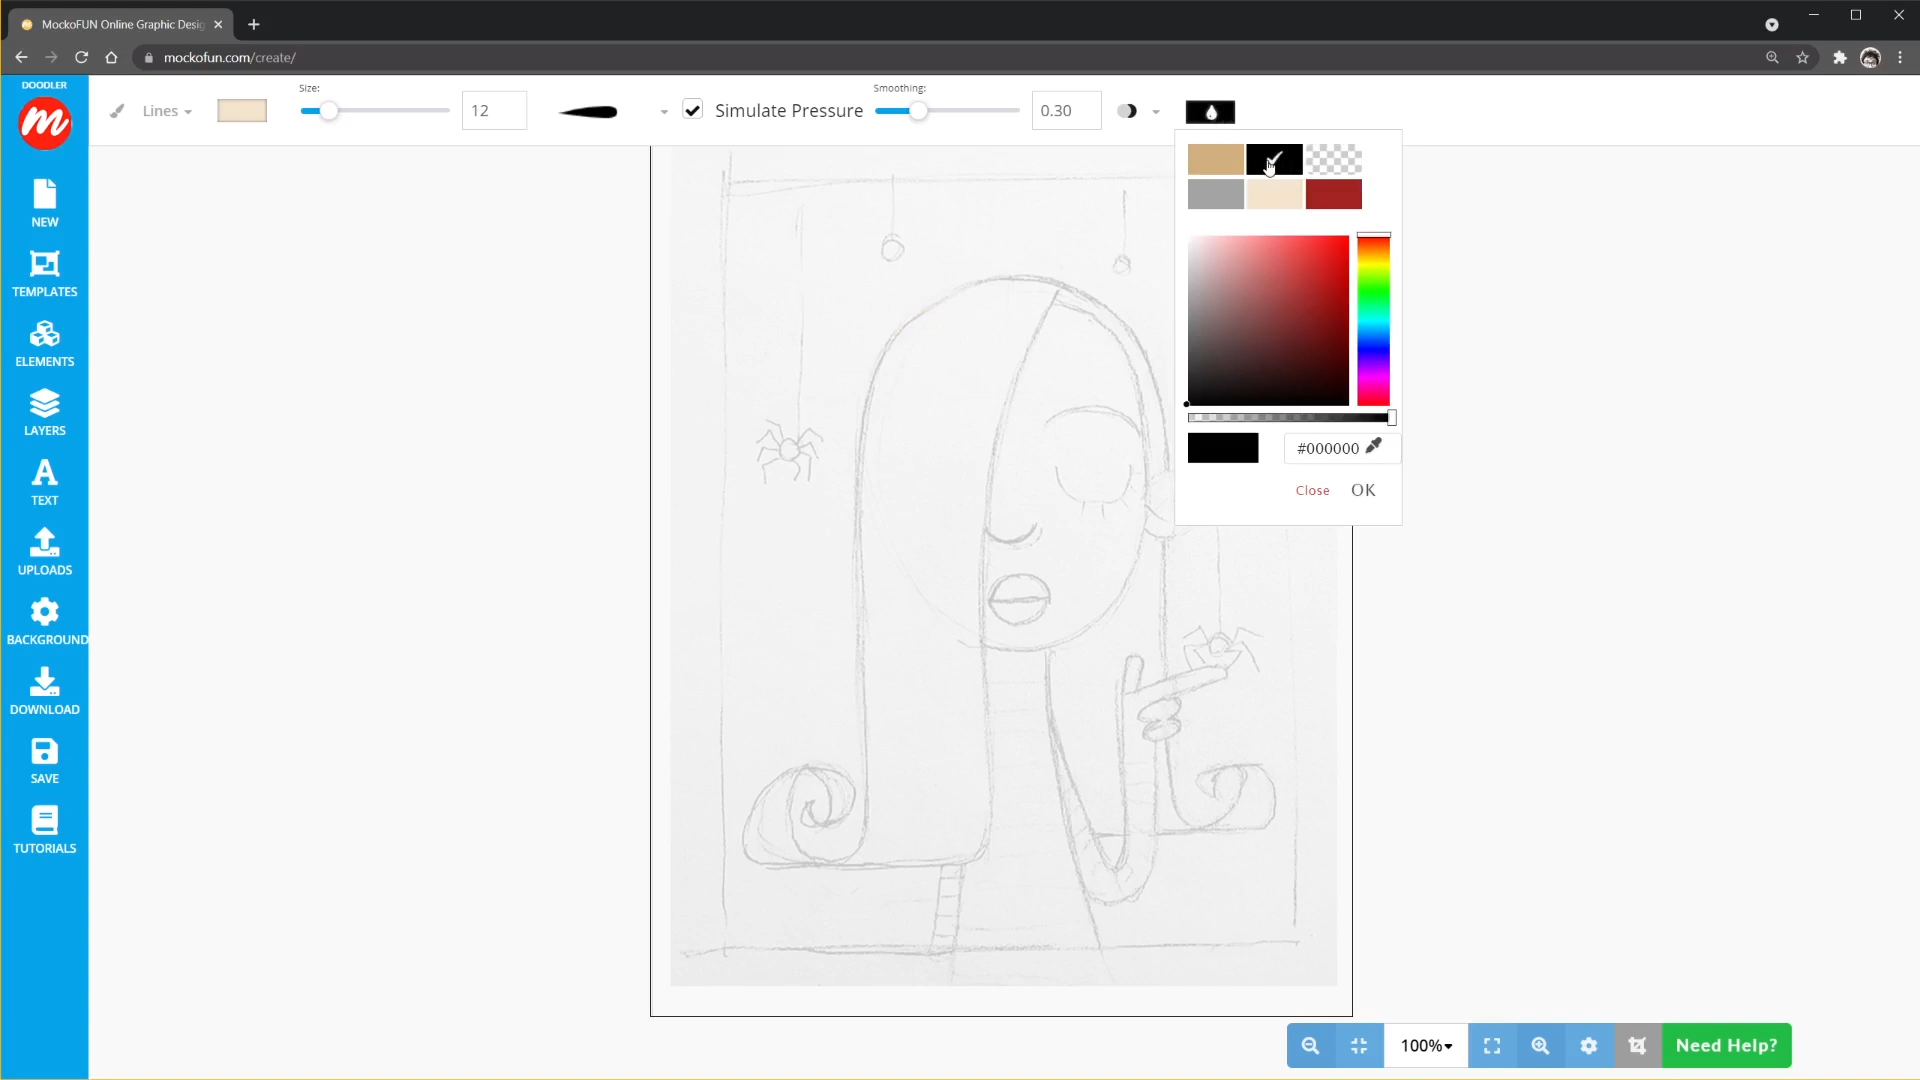 MockoFUN Online Graphic Desig
mockofun.com/create/
DOODLER
m
Lines
Size:
12
Simulate Pressure
Smoothing:
0.30
NEW
TEMPLATES
ELEMENTS
LAYERS
A
TEXT
UPLOADS
BACKGROUND
DOWNLOAD
SAVE
TUTORIALS
#000000
Close OK
100%
Need Help?